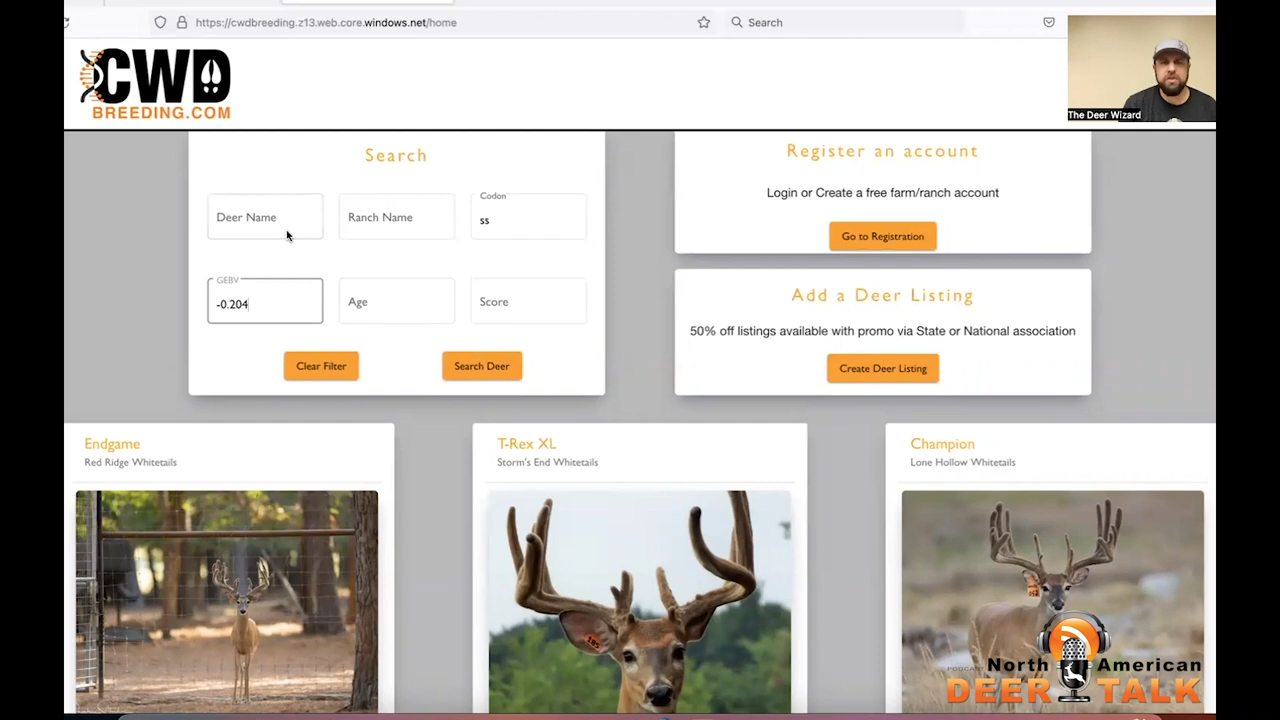 https://cwdbreeding.z13.web.core.windows.net/home
Search
The Deer Wizard
CWD
BREEDING.COM
Search
Deer Name
Ranch Name
Codon
ss
GEBV
-0.204
Age
Score
Clear Filter
Search Deer
Register an account
Login or Create a free farm/ranch account
Go to Registration
Add a Deer Listing
50% off listings available with promo via State or National association
Create Deer Listing
Endgame
Red Ridge Whitetails
T-Rex XL
Storm's End Whitetails
Champion
Lone Hollow Whitetails
PODCAST
North American
DEER TALK